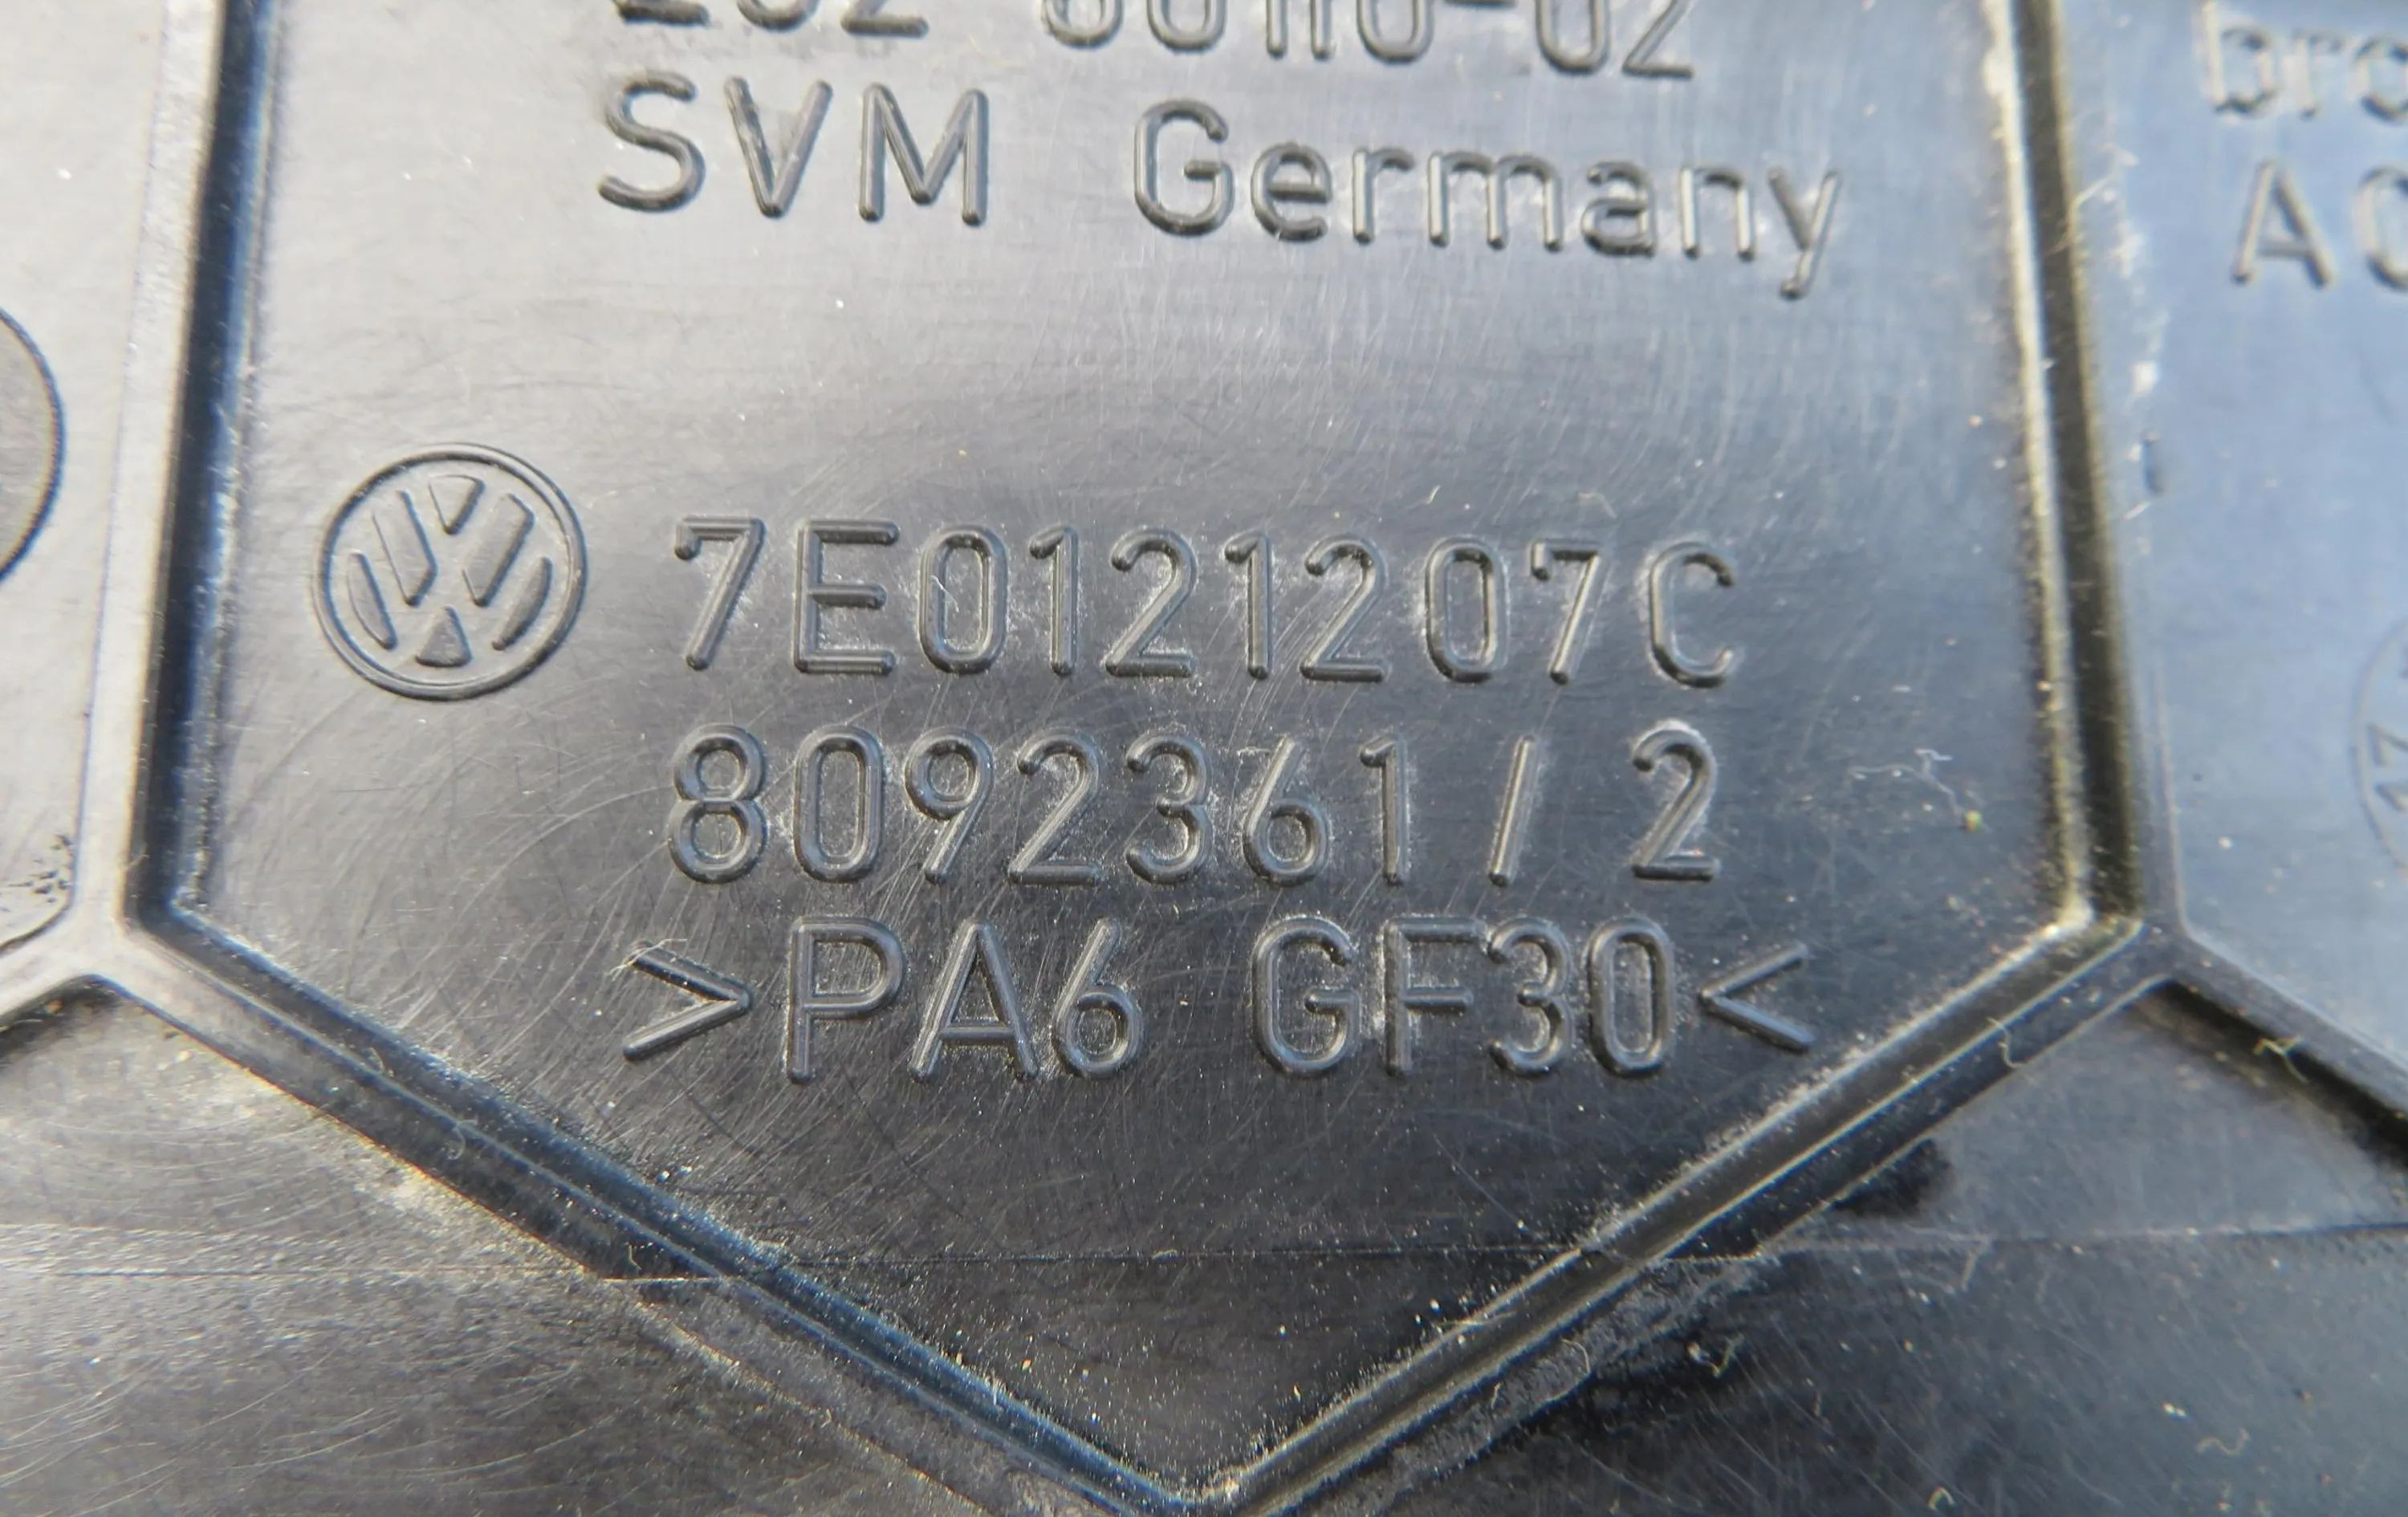 SVM Germany
7E0121207C
8092361 / 2
>PA6 GF30<